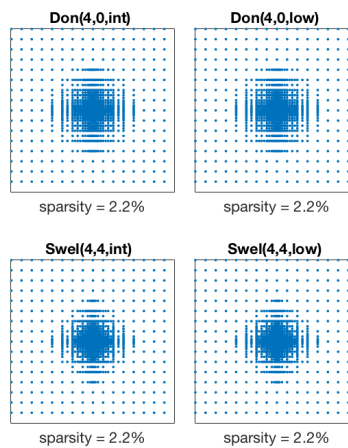 Don(4,0,int) Don(4,0,low)
sparsity = 2.2% sparsity = 2.2%
Swel(4,4,int) Swel(4,4,low)
sparsity = 2.2% sparsity = 2.2%